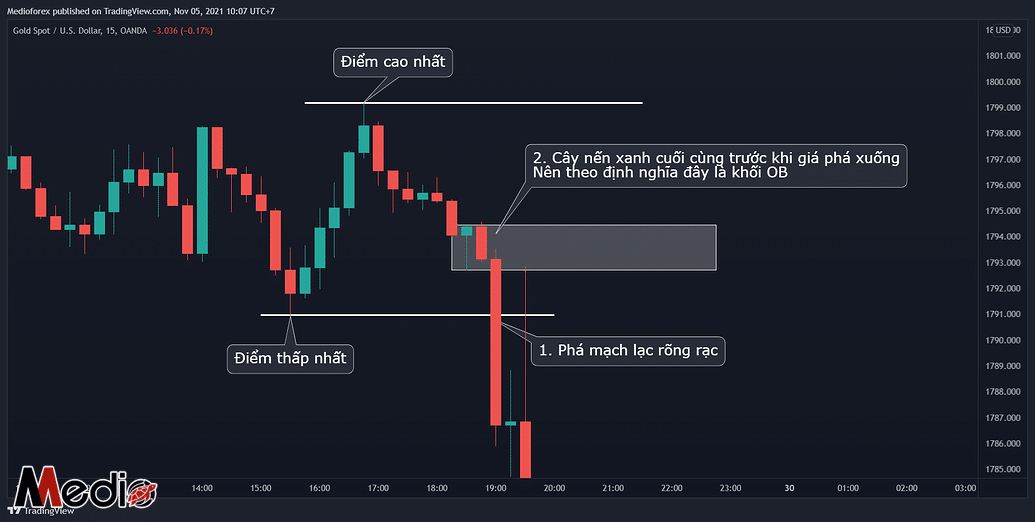 Medioforex published on TradingView.com, Nov 05, 2021 10:07 UTC+7
Gold Spot / U.S. Dollar, 15, OANDA −3.036 (−0.17%)
USD
1801.000
1800.000
1799.000
1798.000
1797.000
1796.000
1795.000
1794.000
1793.000
1792.000
1791.000
1790.000
1789.000
1788.000
1787.000
1786.000
1785.000
Điểm cao nhất
2. Cây nến xanh cuối cùng trước khi giá phá xuống
Nên theo định nghĩa đây là khối OB
Điểm thấp nhất
1. Phá mạch lạc rõng rạc
14:00 15:00 16:00 17:00 18:00 19:00 20:00 21:00 22:00 23:00 30 01:00 02:00 03:00
Medio
TradingView